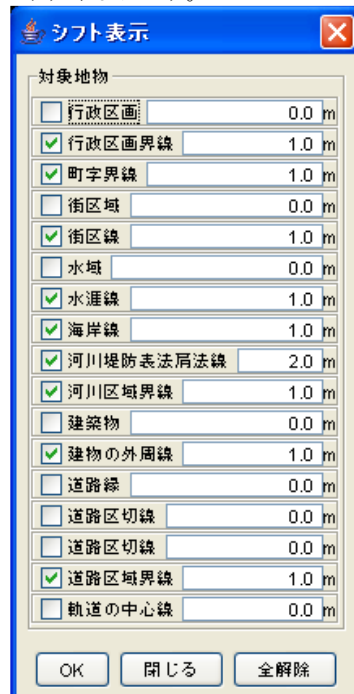 シフト表示
対象地物
行政区画 0.0 m
行政区画界線 1.0 m
町字界線 1.0 m
街区域 0.0 m
街区線 1.0 m
水域 0.0 m
水涯線 1.0 m
海岸線 1.0 m
河川堤防表法肩法線 2.0 m
河川区域界線 1.0 m
建築物 0.0 m
建物の外周線 1.0 m
道路縁 0.0 m
道路区切線 0.0 m
道路区切線 0.0 m
道路区域界線 1.0 m
軌道の中心線 0.0 m
OK 閉じる 全解除